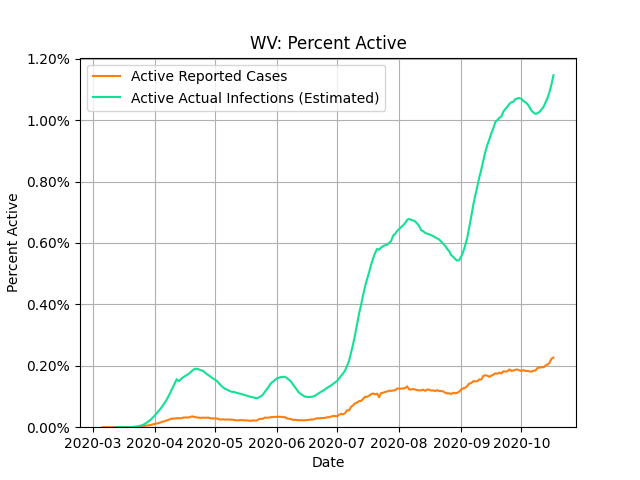 WV: Percent Active
Active Reported Cases
Active Actual Infections (Estimated)
Percent Active
1.20%
1.00%
0.80%
0.60%
0.40%
0.20%
0.00%
2020-03 2020-04 2020-05 2020-06 2020-07 2020-08 2020-09 2020-10
Date